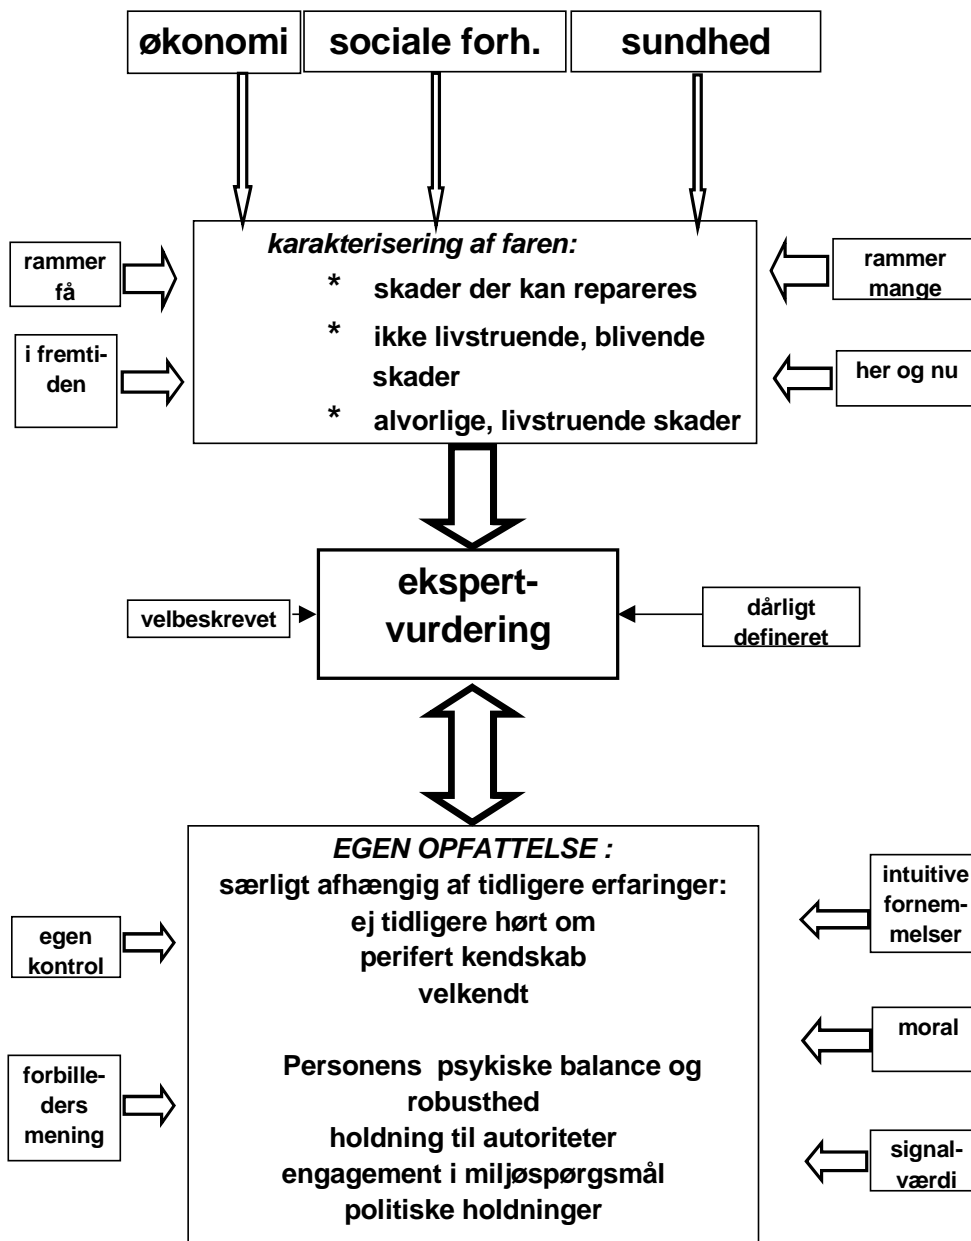 økonomi
sociale forh.
sundhed
karakterisering af faren:
* skader der kan repareres
* ikke livstruende, blivende
skader
* alvorlige, livstruende skader
rammer
få
i fremti-
den
rammer
mange
her og nu
ekspert-
vurdering
velbeskrevet
dårligt
defineret
EGEN OPFATTELSE :
særligt afhængig af tidligere erfaringer:
ej tidligere hørt om
perifert kendskab
velkendt
Personens psykiske balance og
robusthed
holdning til autoriteter
engagement i miljøspørgsmål
politiske holdninger
egen
kontrol
forbille-
ders
mening
intuitive
fornem-
melser
moral
signal-
værdi